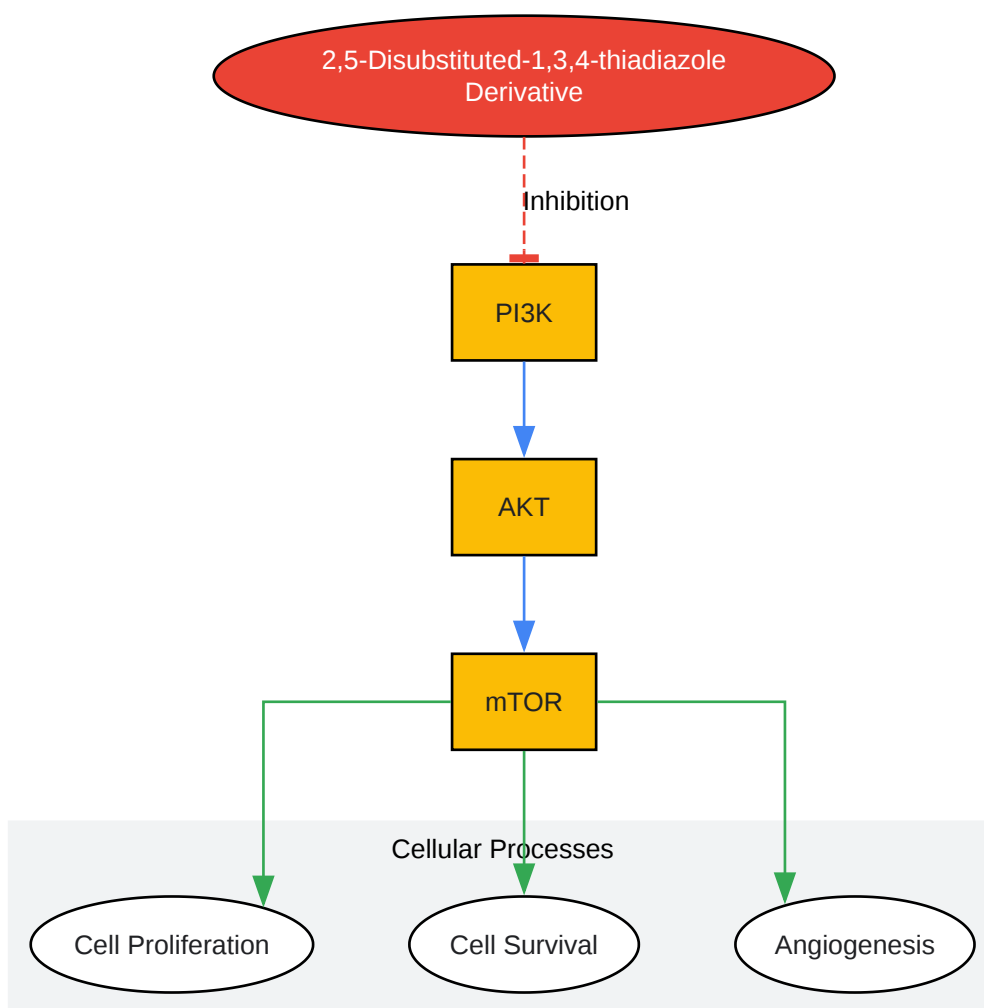 2,5-Disubstituted-1,3,4-thiadiazole
Derivative
Inhibition
PI3K
AKT
mTOR
Cellular Processes
Cell Proliferation
Cell Survival
Angiogenesis